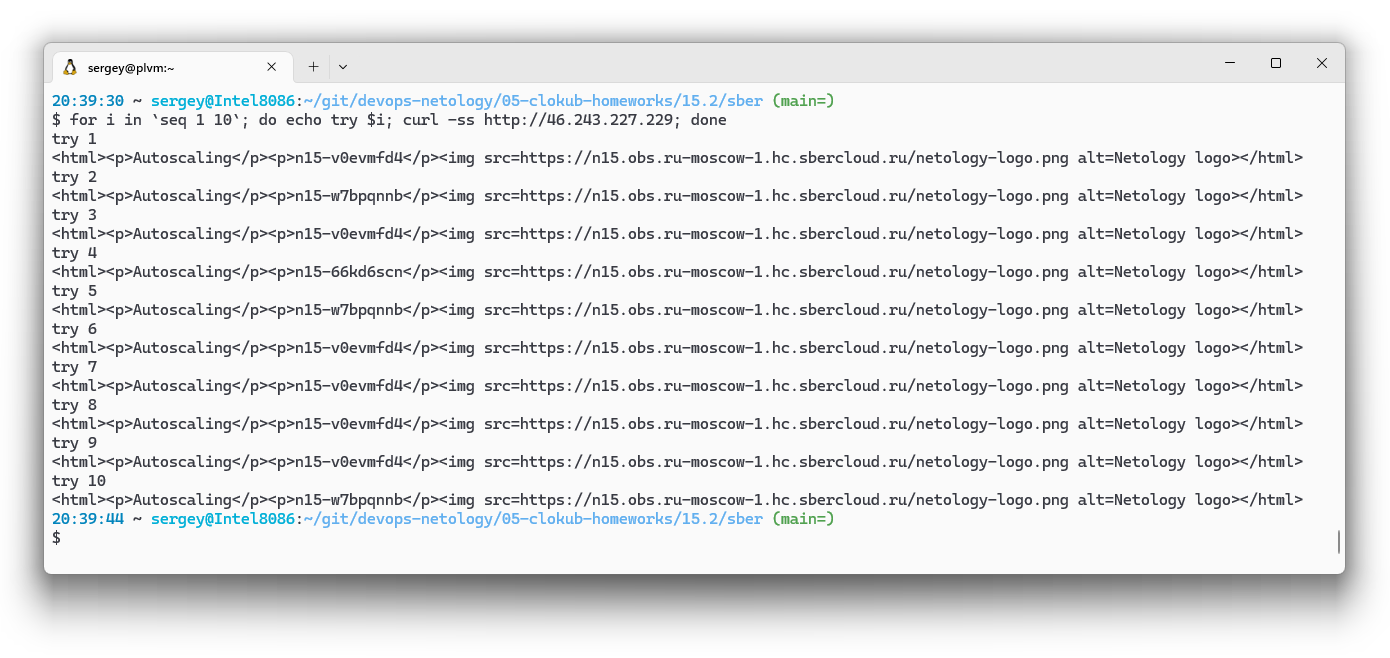 sergey@plvm:~
20:39:30 ~ sergey@Intel8086:~/git/devops-netology/05-clokub-homeworks/15.2/sber (main=)
$ for i in `seq 1 10`; do echo try $i; curl -ss http://46.243.227.229; done
try 1
<html><p>Autoscaling</p><p>n15-v0evmfd4</p><img src=https://n15.obs.ru-moscow-1.hc.sbercloud.ru/netology-logo.png alt=Netology logo></html>
try 2
<html><p>Autoscaling</p><p>n15-w7bpqnnb</p><img src=https://n15.obs.ru-moscow-1.hc.sbercloud.ru/netology-logo.png alt=Netology logo></html>
try 3
<html><p>Autoscaling</p><p>n15-v0evmfd4</p><img src=https://n15.obs.ru-moscow-1.hc.sbercloud.ru/netology-logo.png alt=Netology logo></html>
try 4
<html><p>Autoscaling</p><p>n15-66kd6scn</p><img src=https://n15.obs.ru-moscow-1.hc.sbercloud.ru/netology-logo.png alt=Netology logo></html>
try 5
<html><p>Autoscaling</p><p>n15-w7bpqnnb</p><img src=https://n15.obs.ru-moscow-1.hc.sbercloud.ru/netology-logo.png alt=Netology logo></html>
try 6
<html><p>Autoscaling</p><p>n15-v0evmfd4</p><img src=https://n15.obs.ru-moscow-1.hc.sbercloud.ru/netology-logo.png alt=Netology logo></html>
try 7
<html><p>Autoscaling</p><p>n15-v0evmfd4</p><img src=https://n15.obs.ru-moscow-1.hc.sbercloud.ru/netology-logo.png alt=Netology logo></html>
try 8
<html><p>Autoscaling</p><p>n15-v0evmfd4</p><img src=https://n15.obs.ru-moscow-1.hc.sbercloud.ru/netology-logo.png alt=Netology logo></html>
try 9
<html><p>Autoscaling</p><p>n15-v0evmfd4</p><img src=https://n15.obs.ru-moscow-1.hc.sbercloud.ru/netology-logo.png alt=Netology logo></html>
try 10
<html><p>Autoscaling</p><p>n15-w7bpqnnb</p><img src=https://n15.obs.ru-moscow-1.hc.sbercloud.ru/netology-logo.png alt=Netology logo></html>
20:39:44 ~ sergey@Intel8086:~/git/devops-netology/05-clokub-homeworks/15.2/sber (main=)
$